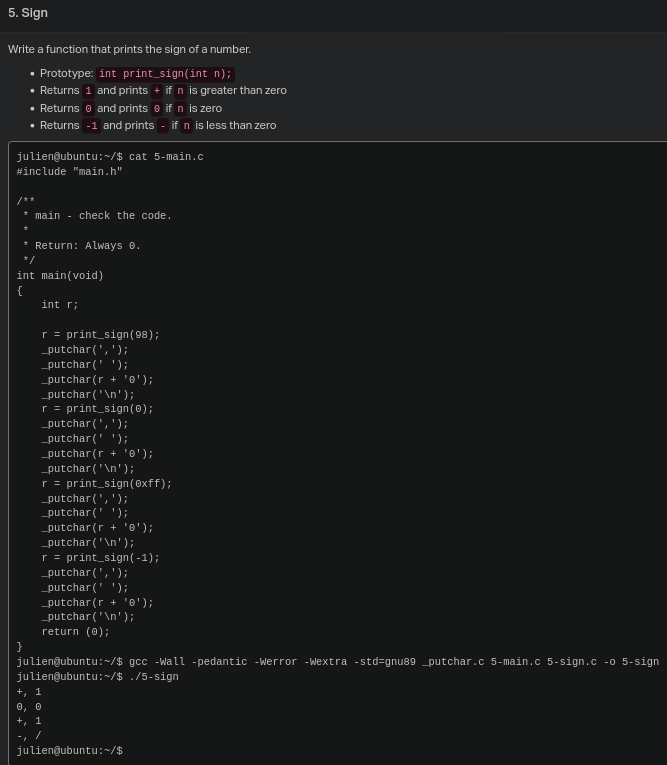 5. Sign
Write a function that prints the sign of a number.
• Prototype: int print_sign(int n);
• Returns 1 and prints + if n is greater than zero
• Returns 0 and prints 0 if n is zero
• Returns -1 and prints - if n is less than zero
julien@ubuntu:~/$ cat 5-main.c
#include "main.h"

/**
 * main - check the code.
 *
 * Return: Always 0.
 */
int main(void)
{
    int r;

    r = print_sign(98);
    _putchar(',');
    _putchar(' ');
    _putchar(r + '0');
    _putchar('\n');
    r = print_sign(0);
    _putchar(',');
    _putchar(' ');
    _putchar(r + '0');
    _putchar('\n');
    r = print_sign(0xff);
    _putchar(',');
    _putchar(' ');
    _putchar(r + '0');
    _putchar('\n');
    r = print_sign(-1);
    _putchar(',');
    _putchar(' ');
    _putchar(r + '0');
    _putchar('\n');
    return (0);
}
julien@ubuntu:~/$ gcc -Wall -pedantic -Werror -Wextra -std=gnu89 _putchar.c 5-main.c 5-sign.c -o 5-sign
julien@ubuntu:~/$ ./5-sign
+, 1
0, 0
+, 1
-, /
julien@ubuntu:~/$